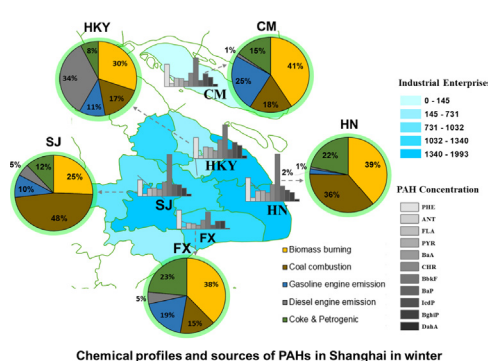 HKY
8%
30%
34%
11%
17%
CM
1%
15%
41%
25%
18%
CM
Industrial Enterprises
0 - 145
145 - 731
731 - 1032
1032 - 1340
1340 - 1993
SJ
5%
12%
25%
10%
48%
HKY
SJ
HN
FX
HN
2%
1%
22%
39%
36%
PAH Concentration
PHE
ANT
FLA
PYR
BaA
CHR
BbkF
BaP
IcdP
BghiP
DahA
FX
23%
38%
5%
19%
15%
Biomass burning
Coal combustion
Gasoline engine emission
Diesel engine emission
Coke & Petrogenic
Chemical profiles and sources of PAHs in Shanghai in winter